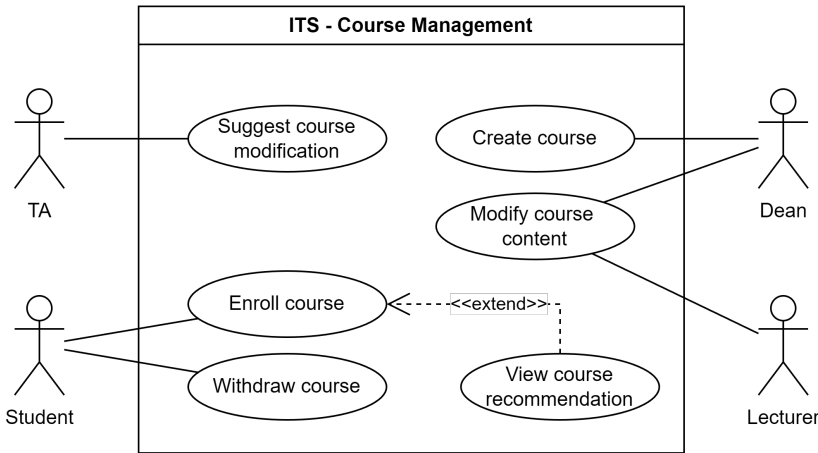 ITS - Course Management
Suggest course
modification
Create course
TA
Dean
Modify course
content
Enroll course
<<extend>>
Withdraw course
View course
recommendation
Student
Lecturer